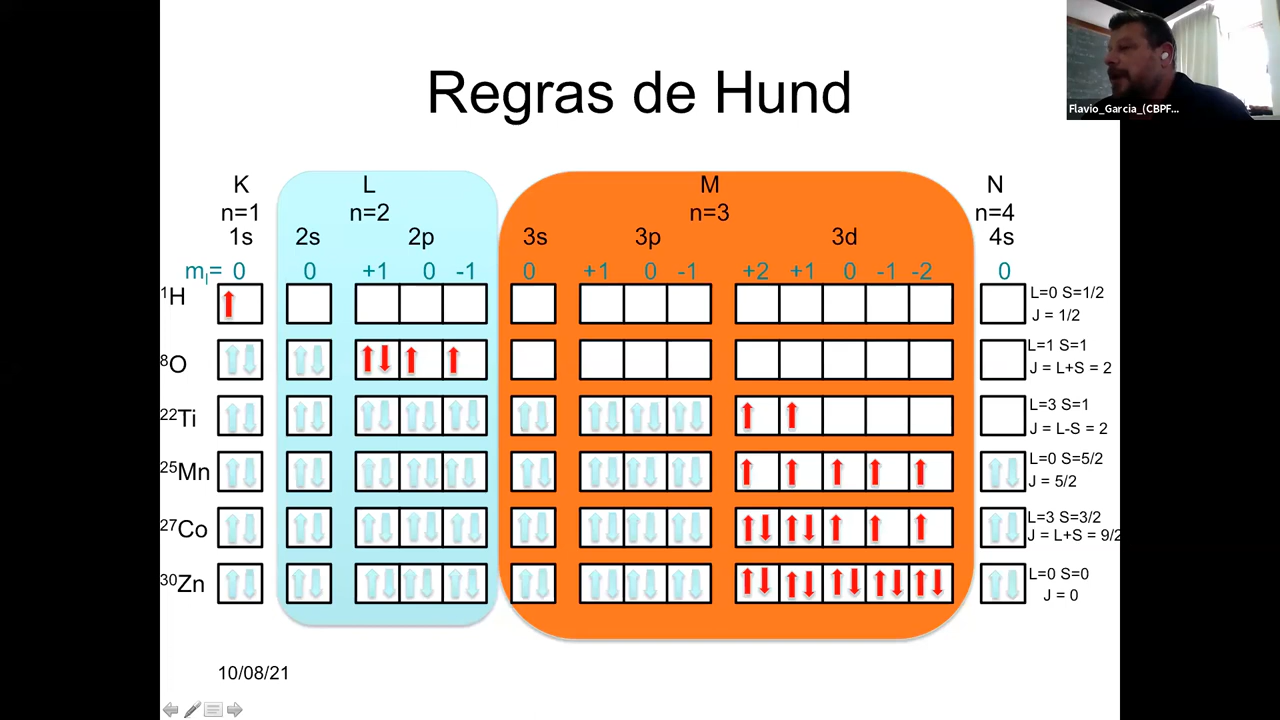 Flavio_Garcia_(CBPF...
Regras de Hund
K L M N
n=1 n=2 n=3 n=4
1s 2s 2p 3s 3p 3d 4s
ml= 0 0 +1 0 -1 0 +1 0 -1 +2 +1 0 -1 -2 0
1H L=0 S=1/2
J = 1/2
8O L=1 S=1
J = L+S = 2
22Ti L=3 S=1
J = L-S = 2
25Mn L=0 S=5/2
J = 5/2
27Co L=3 S=3/2
J = L+S = 9/2
30Zn L=0 S=0
J = 0
10/08/21